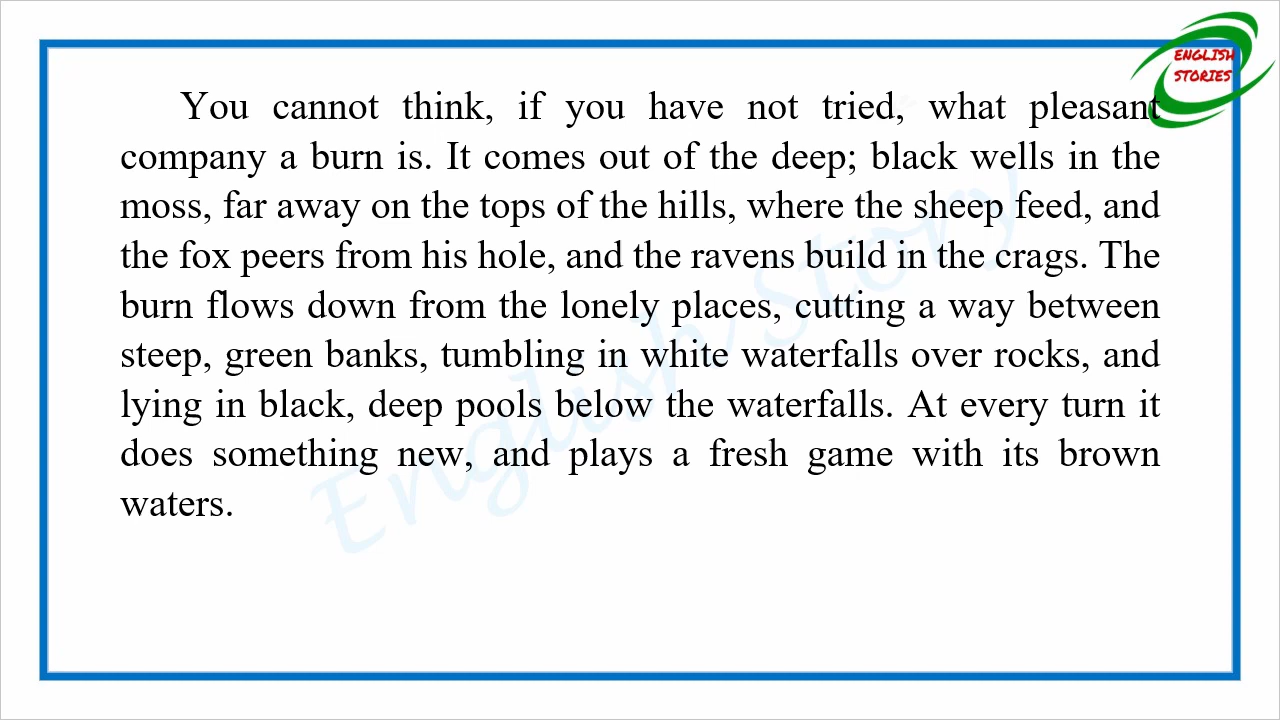 ENGLISH
STORIES
You cannot think, if you have not tried, what pleasant
company a burn is. It comes out of the deep; black wells in the
moss, far away on the tops of the hills, where the sheep feed, and
the fox peers from his hole, and the ravens build in the crags. The
burn flows down from the lonely places, cutting a way between
steep, green banks, tumbling in white waterfalls over rocks, and
lying in black, deep pools below the waterfalls. At every turn it
does something new, and plays a fresh game with its brown
waters.
English Story